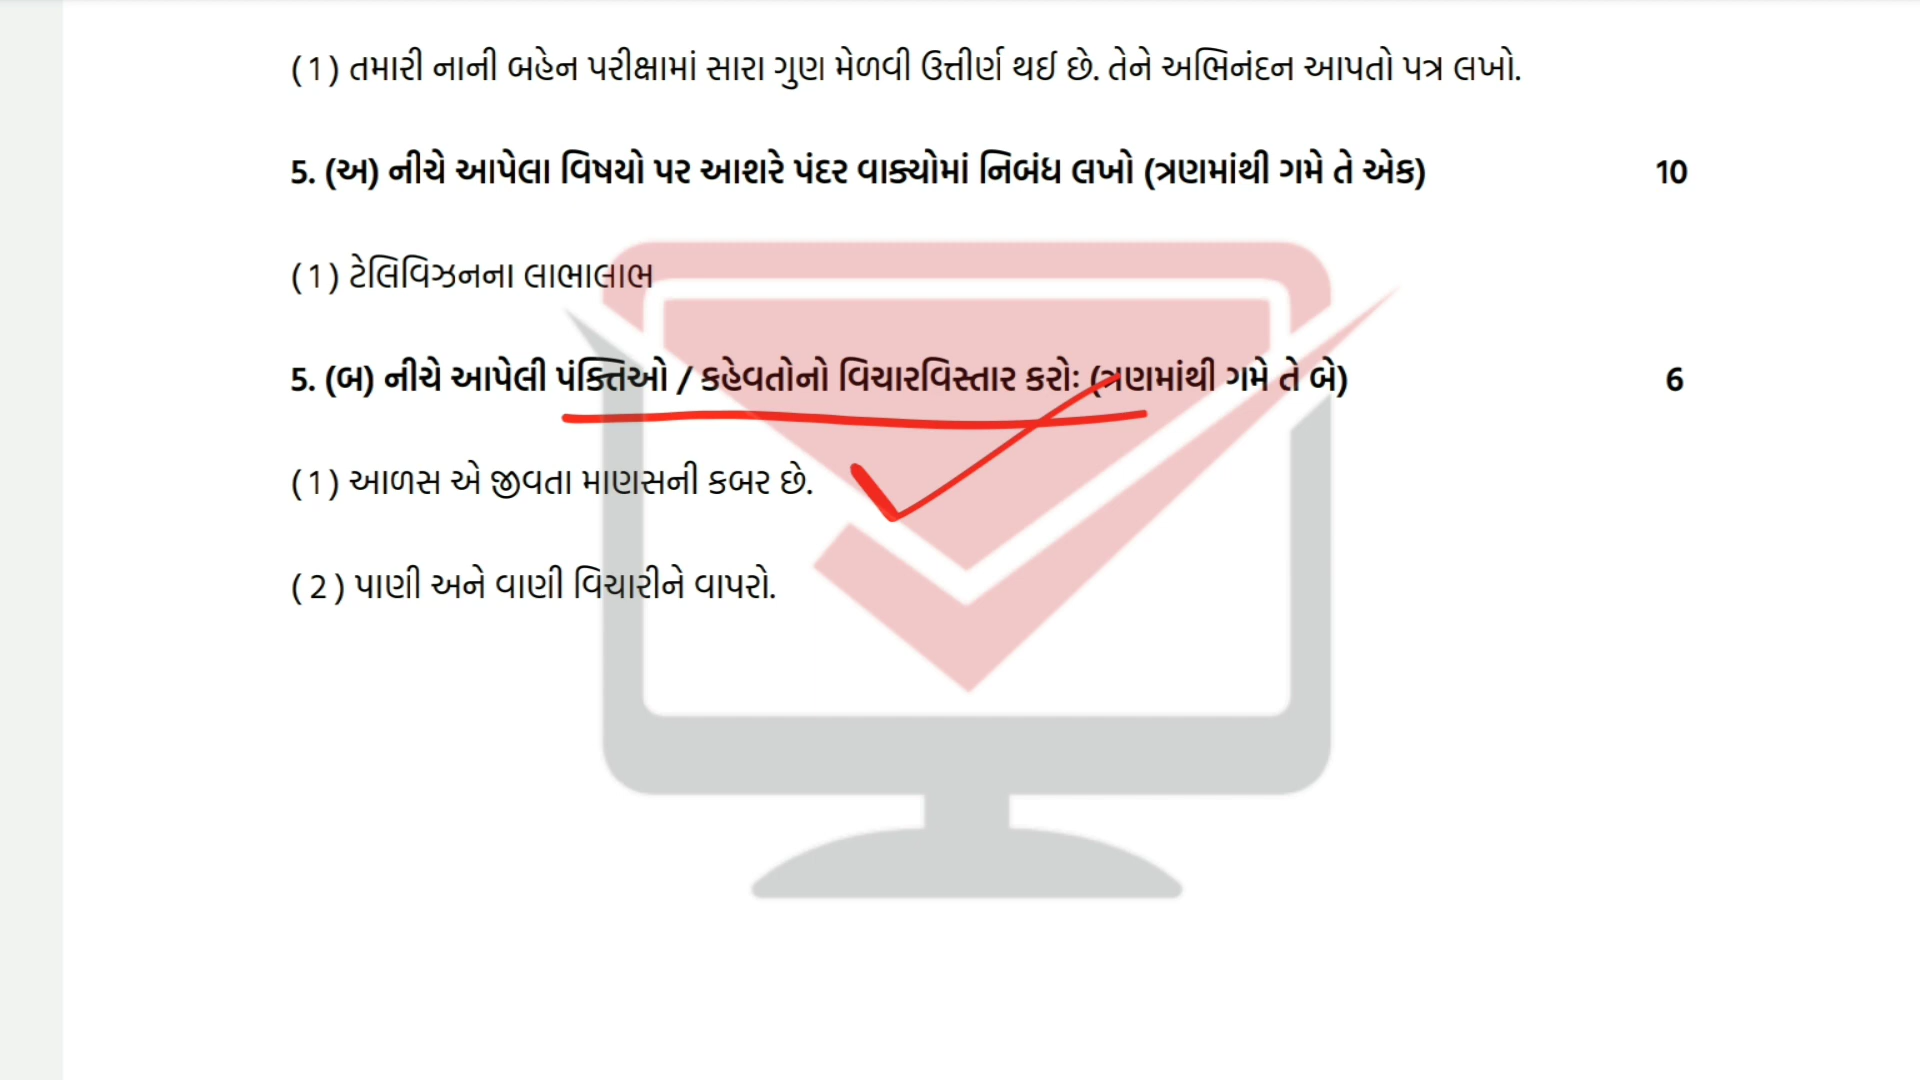 (1) તમારી નાની બહેન પરીક્ષામાં સારા ગુણ મેળવી ઉત્તીર્ણ થઈ છે. તેને અભિનંદન આપતો પત્ર લખો.
5. (અ) નીચે આપેલા વિષયો પર આશરે પંદર વાક્યોમાં નિબંધ લખો (ત્રણમાંથી ગમે તે એક) 10
(1) ટેલિવિઝનના લાભાલાભ
5. (બ) નીચે આપેલી પંક્તિઓ / કહેવતોનો વિચારવિસ્તાર કરોઃ (ત્રણમાંથી ગમે તે બે) 6
(1) આળસ એ જીવતા માણસની કબર છે.
(2) પાણી અને વાણી વિચારીને વાપરો.